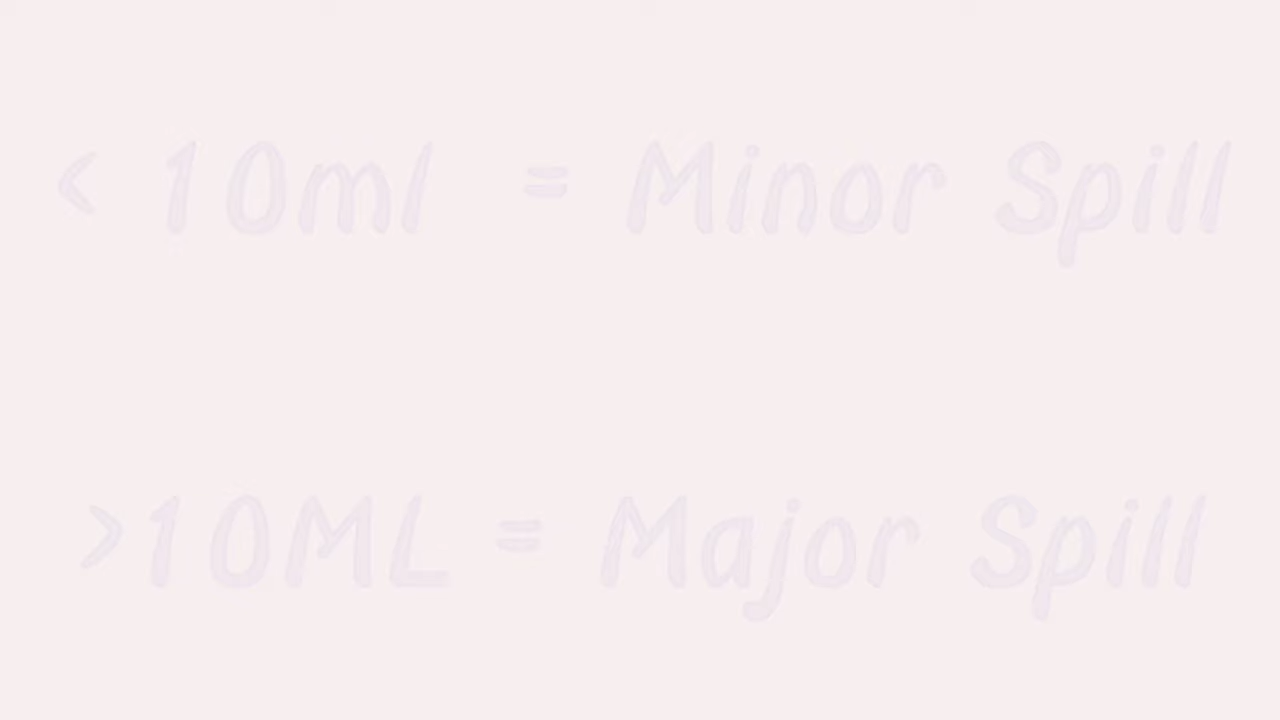 < 10ml = Minor Spill
>10ML = Major Spill